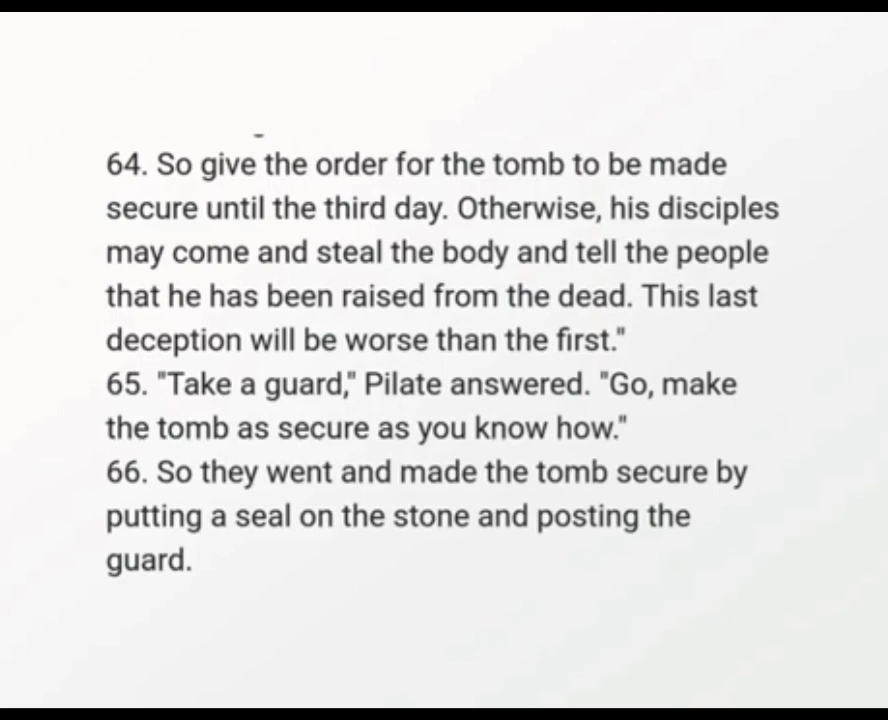 64. So give the order for the tomb to be made
secure until the third day. Otherwise, his disciples
may come and steal the body and tell the people
that he has been raised from the dead. This last
deception will be worse than the first."
65. "Take a guard," Pilate answered. "Go, make
the tomb as secure as you know how."
66. So they went and made the tomb secure by
putting a seal on the stone and posting the
guard.